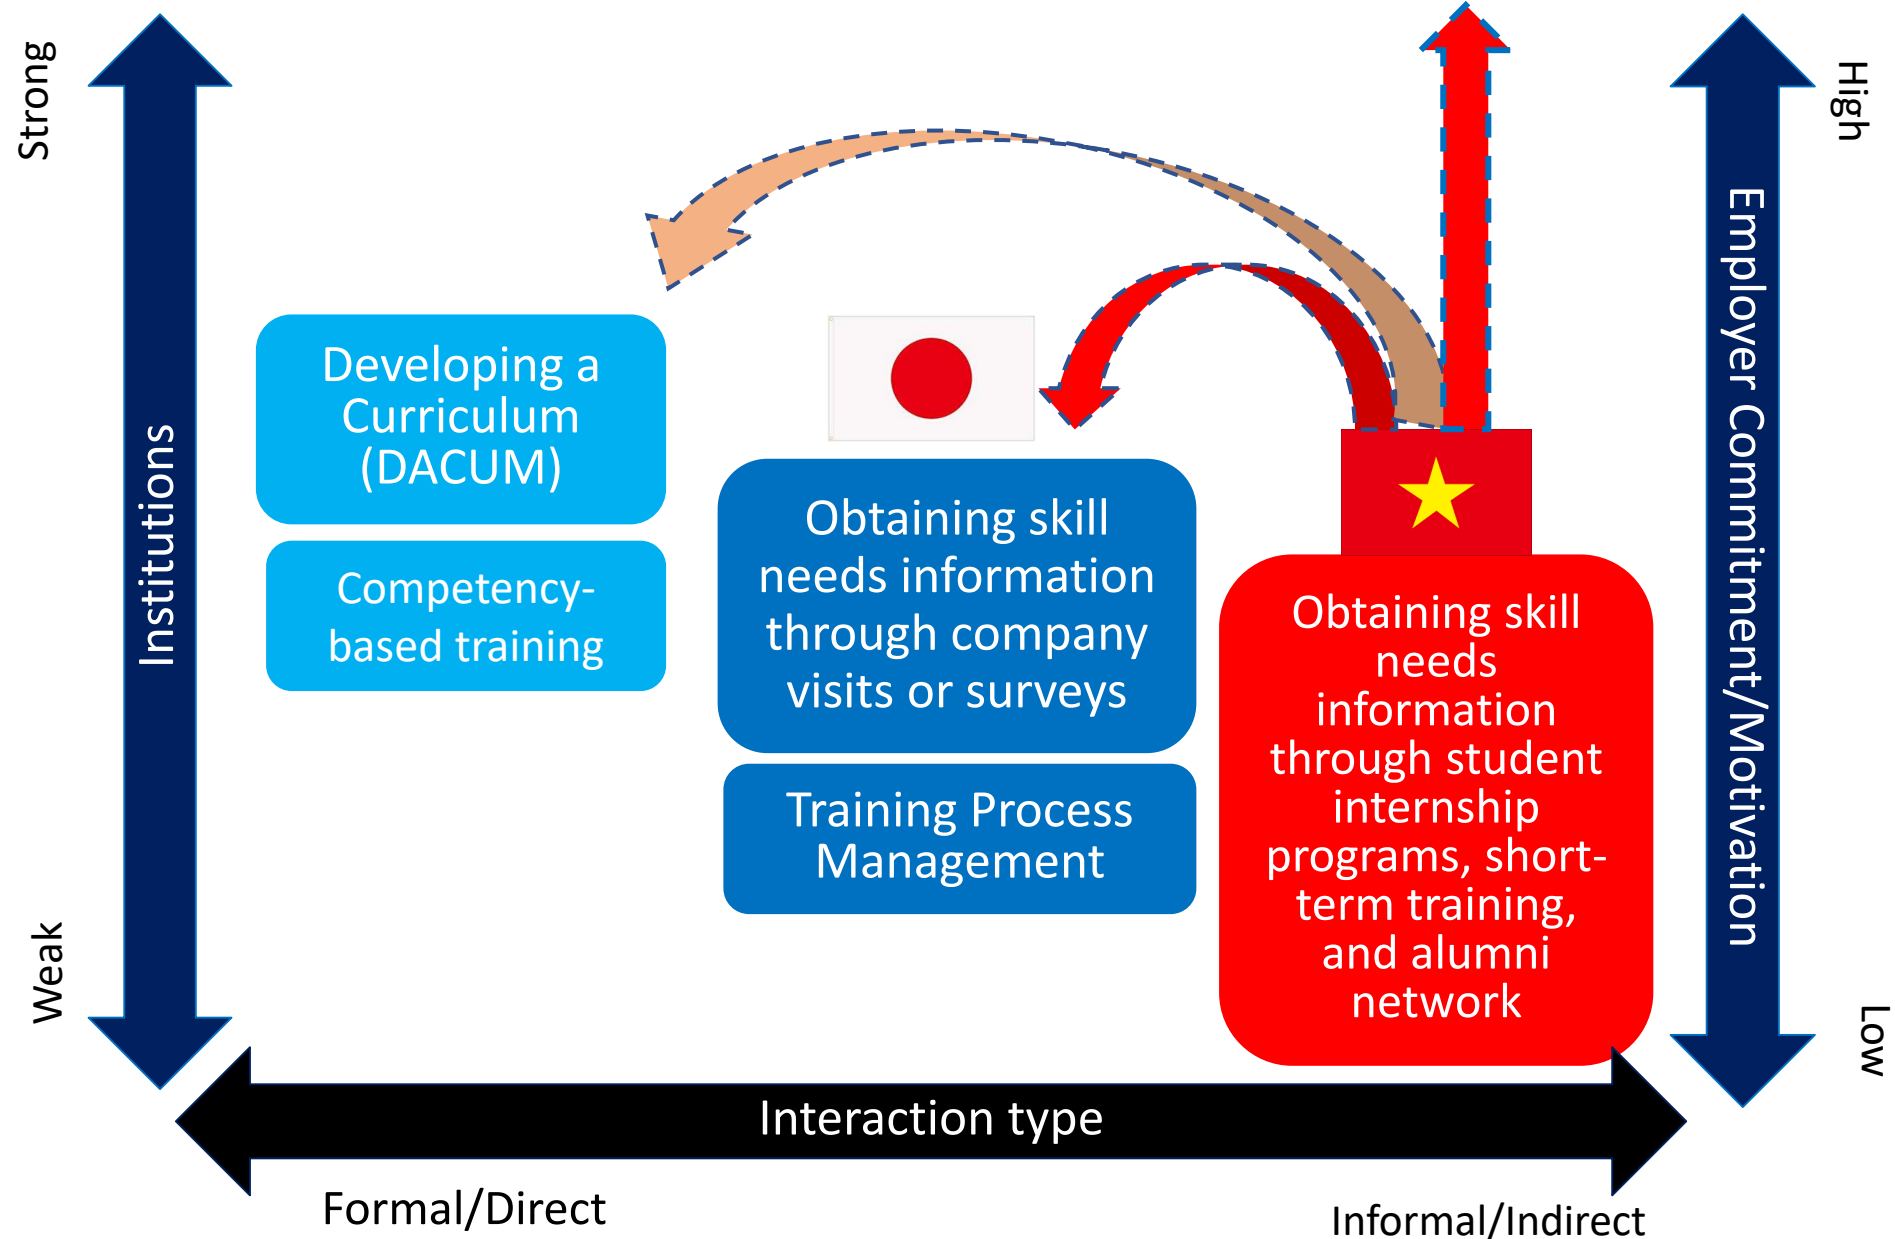 Strong
Institutions
Weak
Developing a
Curriculum
(DACUM)
Competency-
based training
Obtaining skill
needs information
through company
visits or surveys
Training Process
Management
Obtaining skill
needs
information
through student
internship
programs, short-
term training,
and alumni
network
High
Employer Commitment/Motivation
Low
Interaction type
Formal/Direct
Informal/Indirect